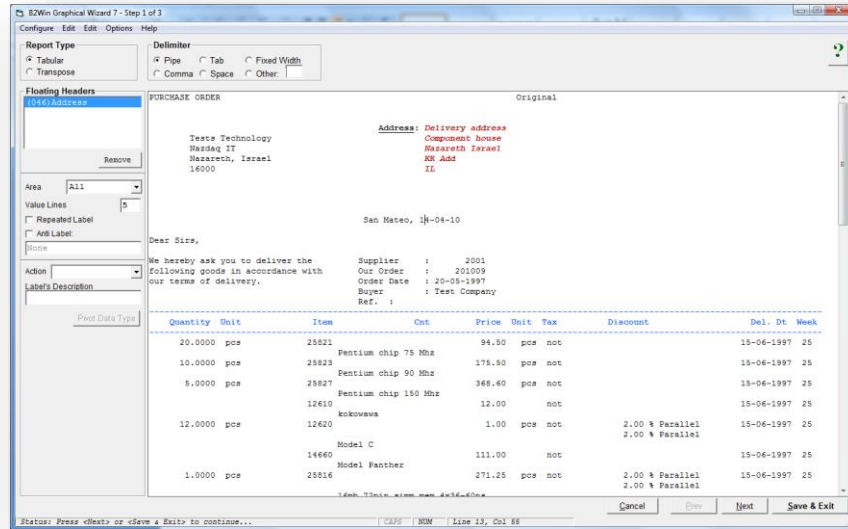 B2Win Graphical Wizard 7 - Step 1 of 3
Configure Edit Edit Options Help
Report Type
Tabular
Transpose
Delimiter
Pipe Tab Fixed Width
Comma Space Other:
?
Floating Headers
(046)Address
Remove
Area All
Value Lines 5
Repeated Label
Anti Label:
None
Action
Label's Description
Pivot Data Type
PURCHASE ORDER Original
Address: Delivery address
Tests Technology Component house
Nazdaq IT Nazareth Israel
Nazareth, Israel KK Add
16000 IL
San Mateo, 14-04-10
Dear Sirs,
We hereby ask you to deliver the Supplier : 2001
following goods in accordance with Our Order : 201009
our terms of delivery. Order Date : 20-05-1997
Buyer : Test Company
Ref. :
Quantity Unit Item Cnt Price Unit Tax Discount Del. Dt Week
20.0000 pcs 25821 94.50 pcs not 15-06-1997 25
Pentium chip 75 Mhz
10.0000 pcs 25823 175.50 pcs not 15-06-1997 25
Pentium chip 90 Mhz
5.0000 pcs 25827 368.60 pcs not 15-06-1997 25
Pentium chip 150 Mhz
12610 12.00 not 15-06-1997 25
kokowawa
12.0000 pcs 12620 1.00 pcs not 2.00 % Parallel 15-06-1997 25
2.00 % Parallel
Model C
14660 111.00 not 15-06-1997 25
Model Panther
1.0000 pcs 25816 271.25 pcs not 2.00 % Parallel 15-06-1997 25
2.00 % Parallel
Cancel Prev Next Save & Exit
Status: Press <Next> or <Save & Exit> to continue... CAPS NUM Line 13, Col 55